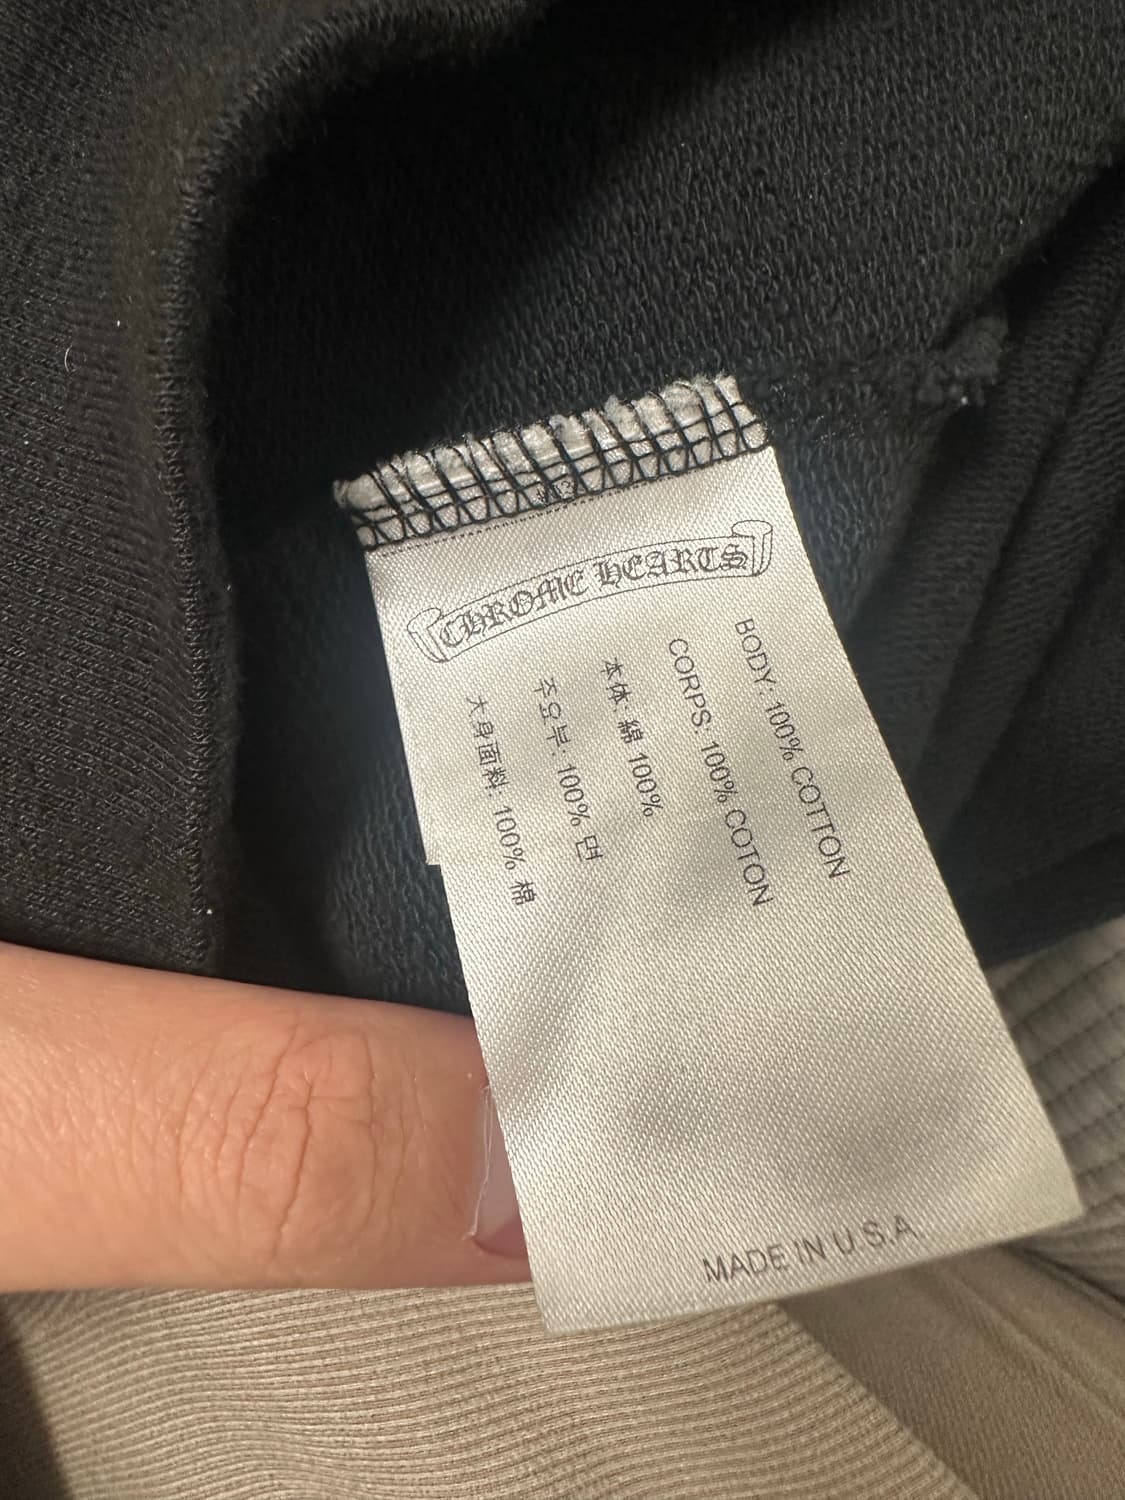 CHROME HEARTS
BODY: 100% COTTON
CORPS: 100% COTON
本体: 綿 100%
주요부: 100% 면
大身面料: 100% 棉
MADE IN U.S.A.